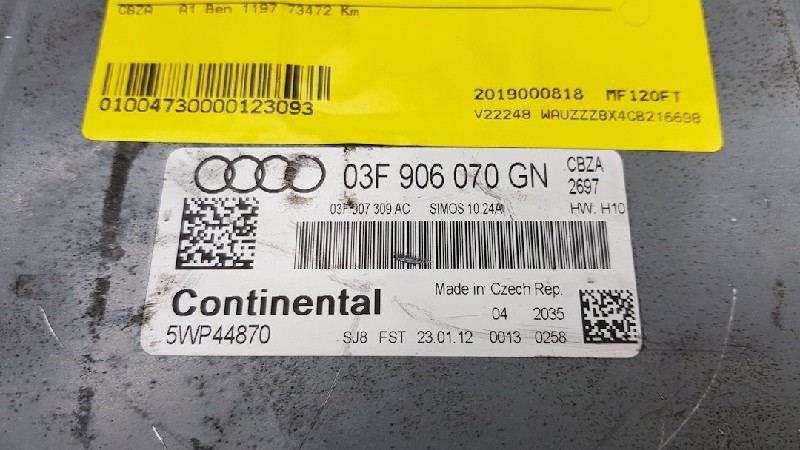 CBZA A1 Ben 1197 73472 Km
01004730000123093
2019000818 MF120FT
V22248 WAUZZZ8X4CB216698
03F 906 070 GN
CBZA
2697
03F 907 309 AC SIMOS 10.24A HW: H10
Continental
Made in: Czech Rep.
04 2035
5WP44870
SJ8 FST 23.01.12 0013 0258